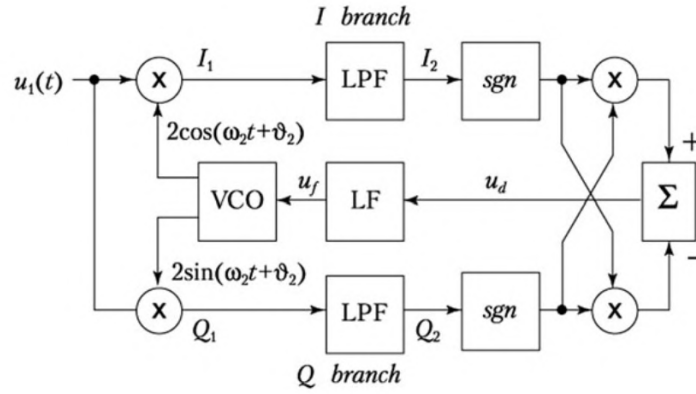 I branch
u₁(t)
X
I₁
LPF
I₂
sgn
X
2cos(ω₂t+ϑ₂)
+
VCO
u_f
LF
u_d
Σ
2sin(ω₂t+ϑ₂)
−
X
Q₁
LPF
Q₂
sgn
X
Q branch